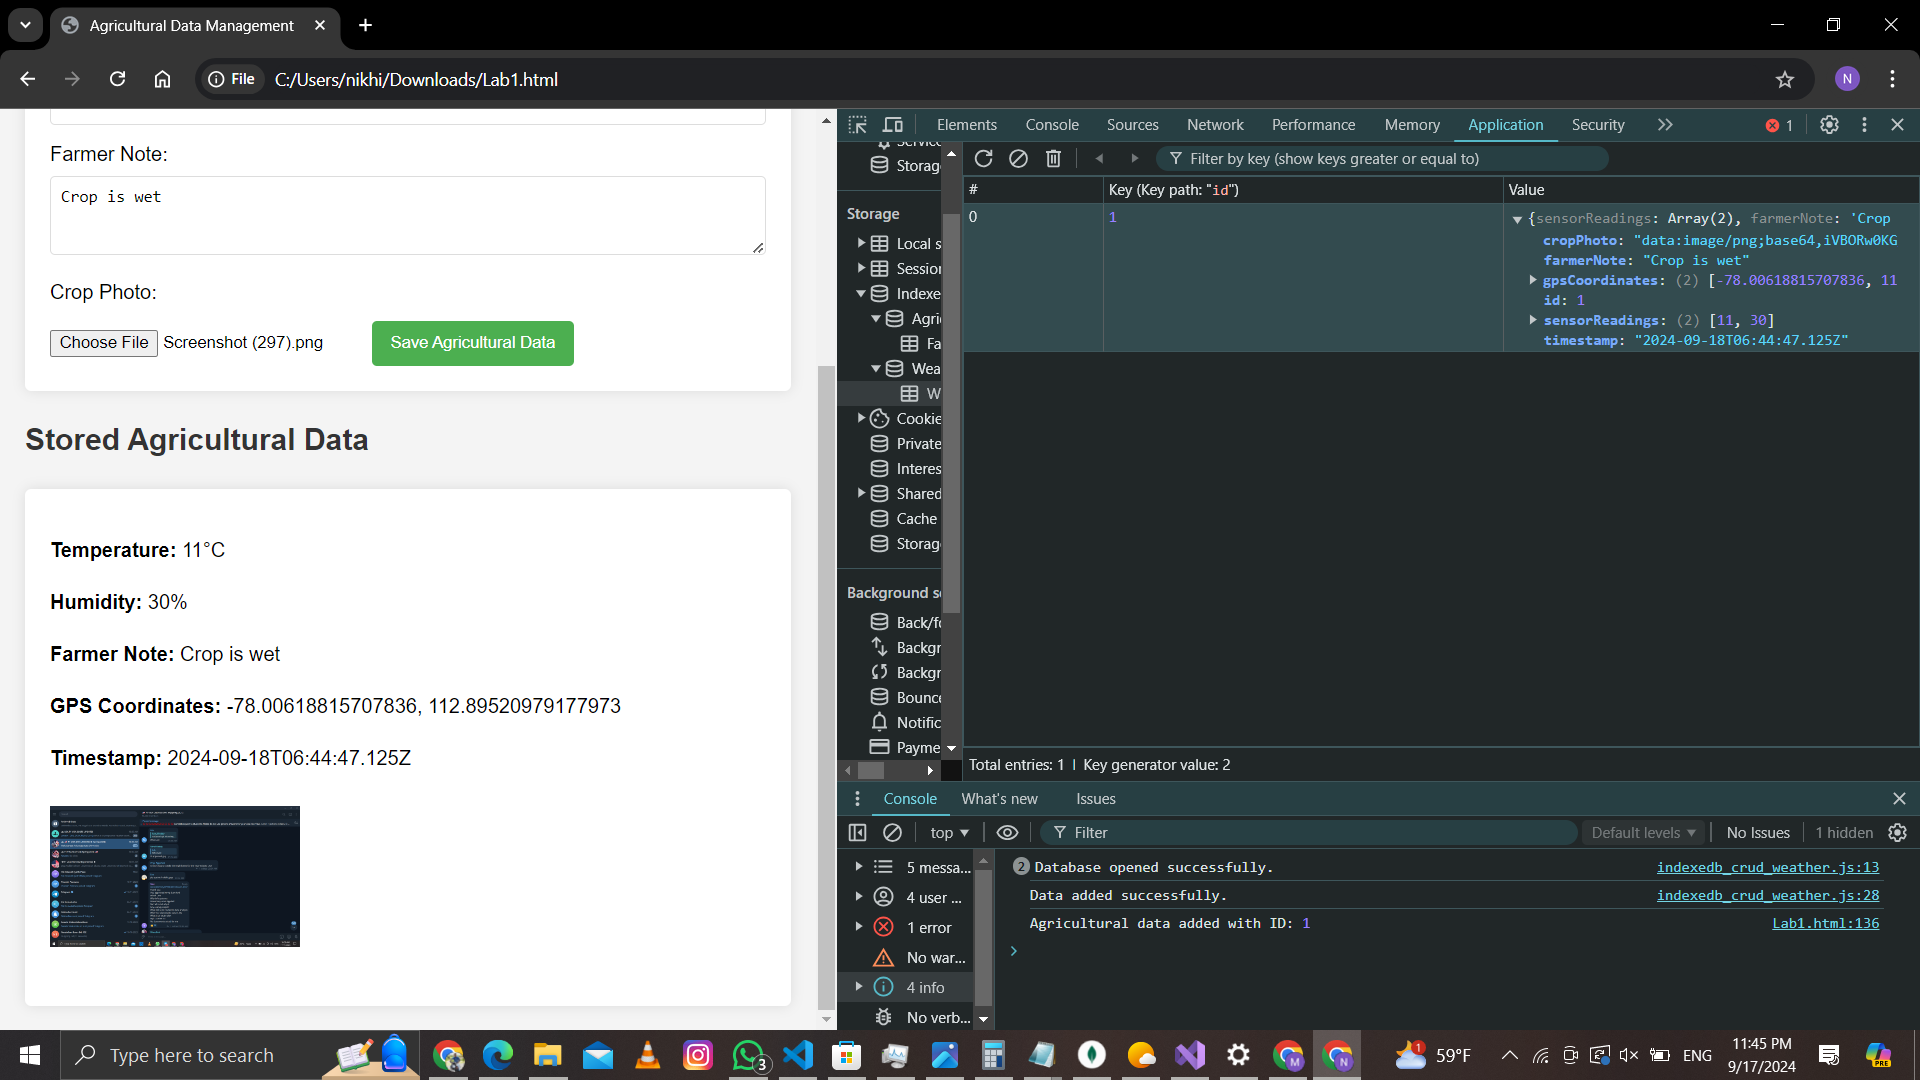 Agricultural Data Management
File
C:/Users/nikhi/Downloads/Lab1.html
N
Farmer Note:
Crop is wet
Crop Photo:
Choose File Screenshot (297).png
Save Agricultural Data
Stored Agricultural Data
Temperature: 11°C
Humidity: 30%
Farmer Note: Crop is wet
GPS Coordinates: -78.00618815707836, 112.89520979177973
Timestamp: 2024-09-18T06:44:47.125Z
Elements Console Sources Network Performance Memory Application Security 1
Storag
Storage
Local s
Session
Indexe
Agri
Fa
Wea
W
Cookie
Private
Interes
Shared
Cache
Storag
Background se
Back/fo
Backgr
Backgr
Bounce
Notific
Payme
Filter by key (show keys greater or equal to)
# Key (Key path: "id") Value
0 1 {sensorReadings: Array(2), farmerNote: 'Crop
cropPhoto: "data:image/png;base64,iVBORw0KG
farmerNote: "Crop is wet"
gpsCoordinates: (2) [-78.00618815707836, 11
id: 1
sensorReadings: (2) [11, 30]
timestamp: "2024-09-18T06:44:47.125Z"
Total entries: 1 | Key generator value: 2
Console What's new Issues
top Filter Default levels No Issues 1 hidden
5 messa...
4 user ...
1 error
No war...
4 info
No verb...
2 Database opened successfully. indexedb_crud_weather.js:13
Data added successfully. indexedb_crud_weather.js:28
Agricultural data added with ID: 1 Lab1.html:136
Type here to search
3
M
N
1
59°F
ENG
11:45 PM
9/17/2024
PRE